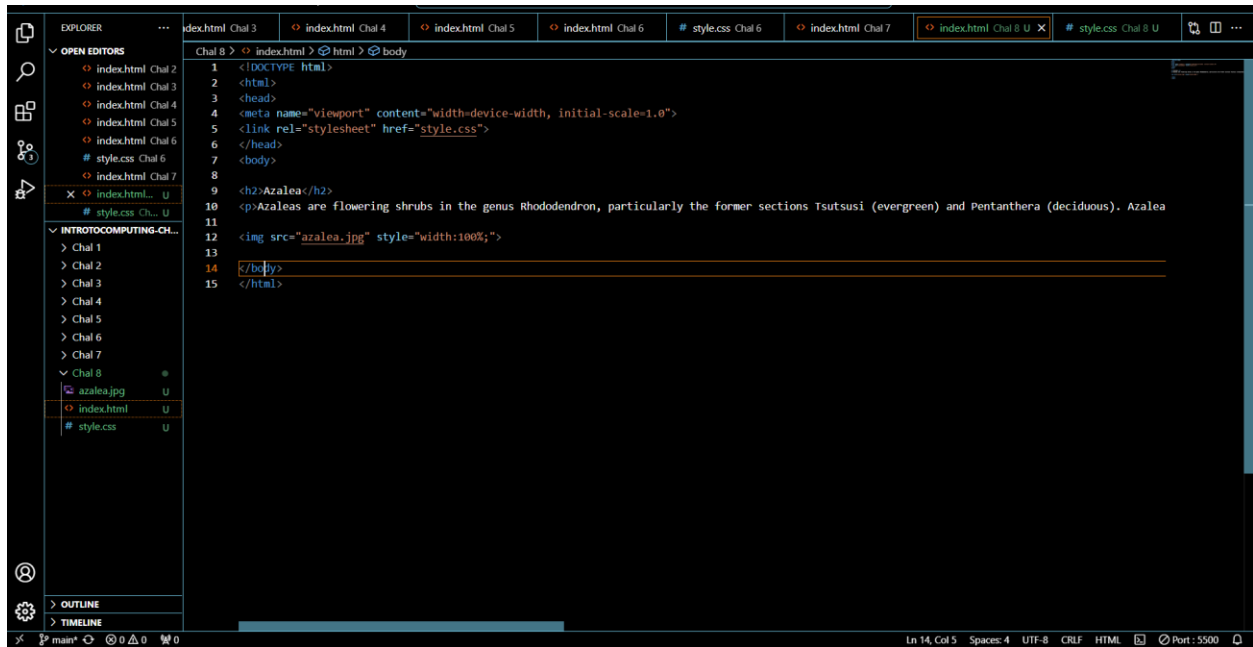 EXPLORER
···
dex.html Chal 3
index.html Chal 4
index.html Chal 5
index.html Chal 6
# style.css Chal 6
index.html Chal 7
index.html Chal 8 U
# style.css Chal 8 U
OPEN EDITORS
index.html Chal 2
index.html Chal 3
index.html Chal 4
index.html Chal 5
index.html Chal 6
# style.css Chal 6
index.html Chal 7
index.html... U
# style.css Ch... U
INTROTOCOMPUTING-CH...
Chal 1
Chal 2
Chal 3
Chal 4
Chal 5
Chal 6
Chal 7
Chal 8
azalea.jpg U
index.html U
# style.css U
OUTLINE
TIMELINE
Chal 8 > index.html > html > body
1 <!DOCTYPE html>
2 <html>
3 <head>
4 <meta name="viewport" content="width=device-width, initial-scale=1.0">
5 <link rel="stylesheet" href="style.css">
6 </head>
7 <body>
8
9 <h2>Azalea</h2>
10 <p>Azaleas are flowering shrubs in the genus Rhododendron, particularly the former sections Tsutsusi (evergreen) and Pentanthera (deciduous). Azalea
11
12 <img src="azalea.jpg" style="width:100%;">
13
14 </body>
15 </html>
3
main* 0 0 0
Ln 14, Col 5 Spaces: 4 UTF-8 CRLF HTML Port : 5500